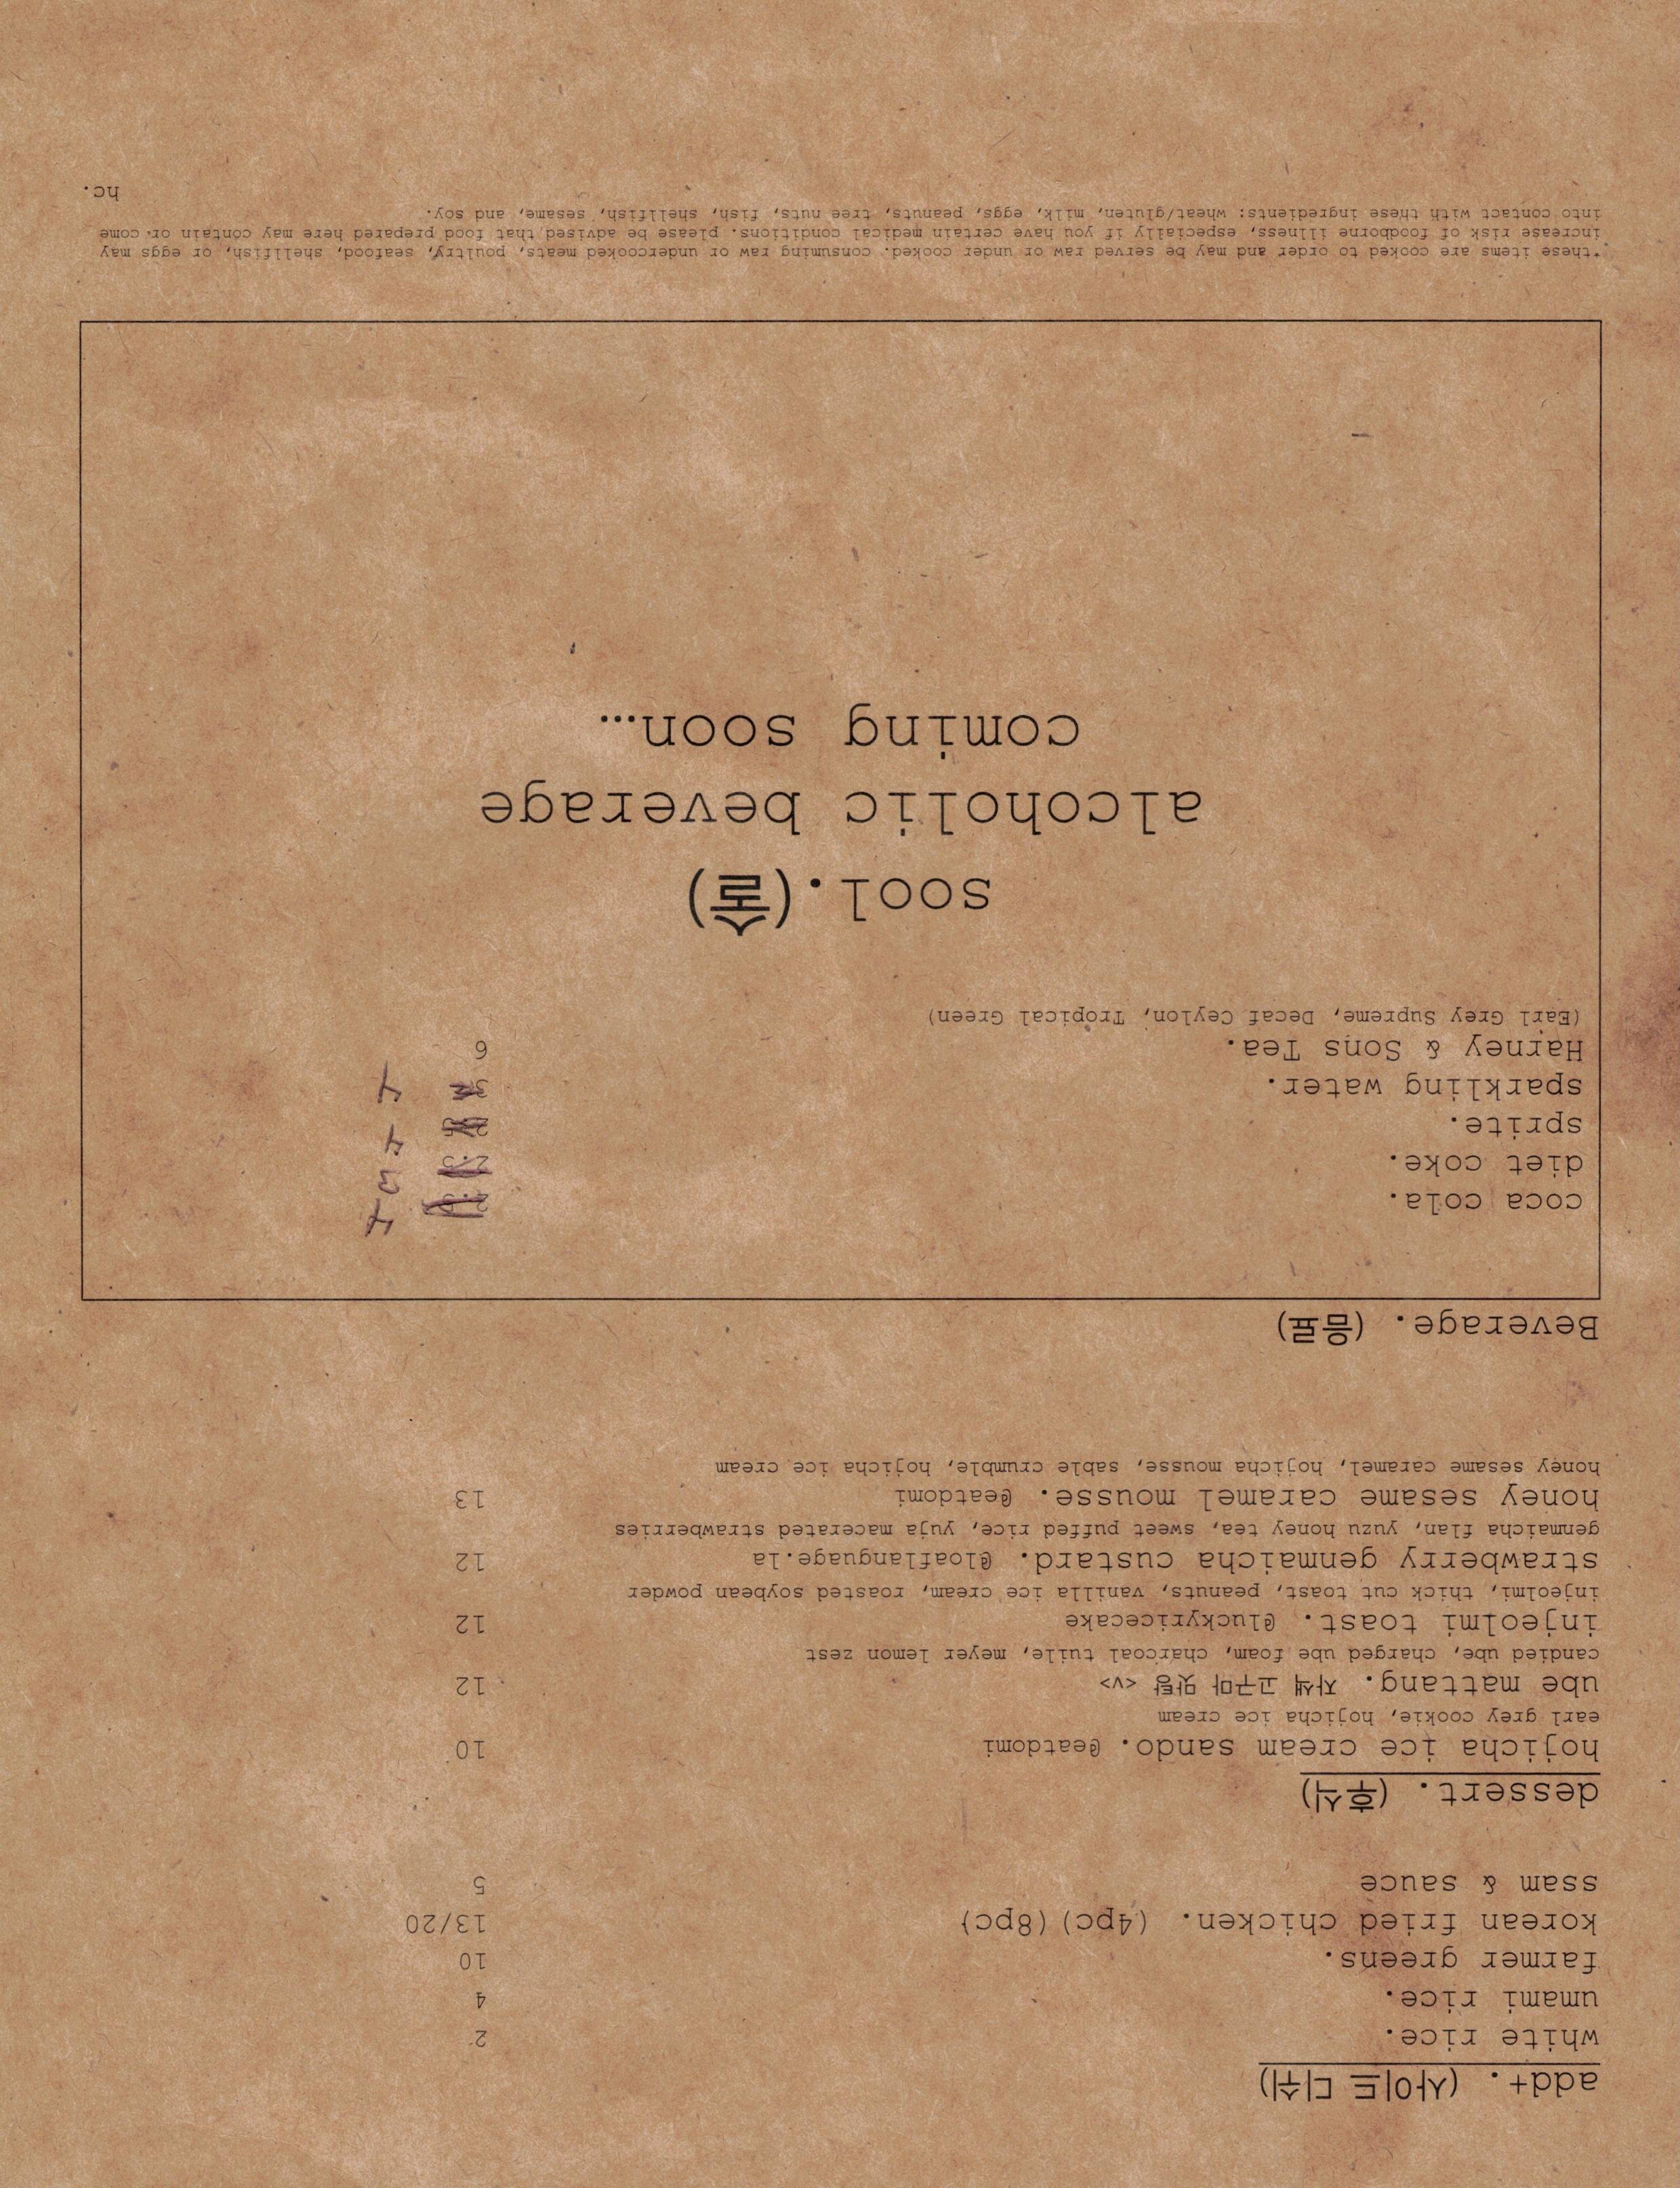 add+. (사이드 디쉬)
white rice. 2
umami rice. 4
farmer greens. 10
korean fried chicken. (4pc)(8pc) 13/20
ssam & sauce 5
dessert. (후식)
hojicha ice cream sando. @eatdomi 10
earl grey cookie, hojicha ice cream
ube mattang. 자색 고구마 맛탕 <v> 12
candied ube, charged ube foam, charcoal tuile, meyer lemon zest
injeolmi toast. @luckyricecake 12
injeolmi, thick cut toast, peanuts, vanilla ice cream, roasted soybean powder
strawberry genmaicha custard. @loaflanguage.la 12
genmaicha flan, yuzu honey tea, sweet puffed rice, yuja macerated strawberries
honey sesame caramel mousse. @eatdomi 13
honey sesame caramel, hojicha mousse, sable crumble, hojicha ice cream
Beverage. (음료)
coca cola. 4
diet coke. 2.5 3
sprite. 4
sparkling water. 4
Harney & Sons Tea. 6
(Earl Grey Supreme, Decaf Ceylon, Tropical Green)
sool.(술)
alcoholic beverage
coming soon…
*these items are cooked to order and may be served raw or under cooked. consuming raw or undercooked meats, poultry, seafood, shellfish, or eggs may
increase risk of foodborne illness, especially if you have certain medical conditions. please be advised that food prepared here may contain or come
into contact with these ingredients: wheat/gluten, milk, eggs, peanuts, tree nuts, fish, shellfish, sesame, and soy.
hc.